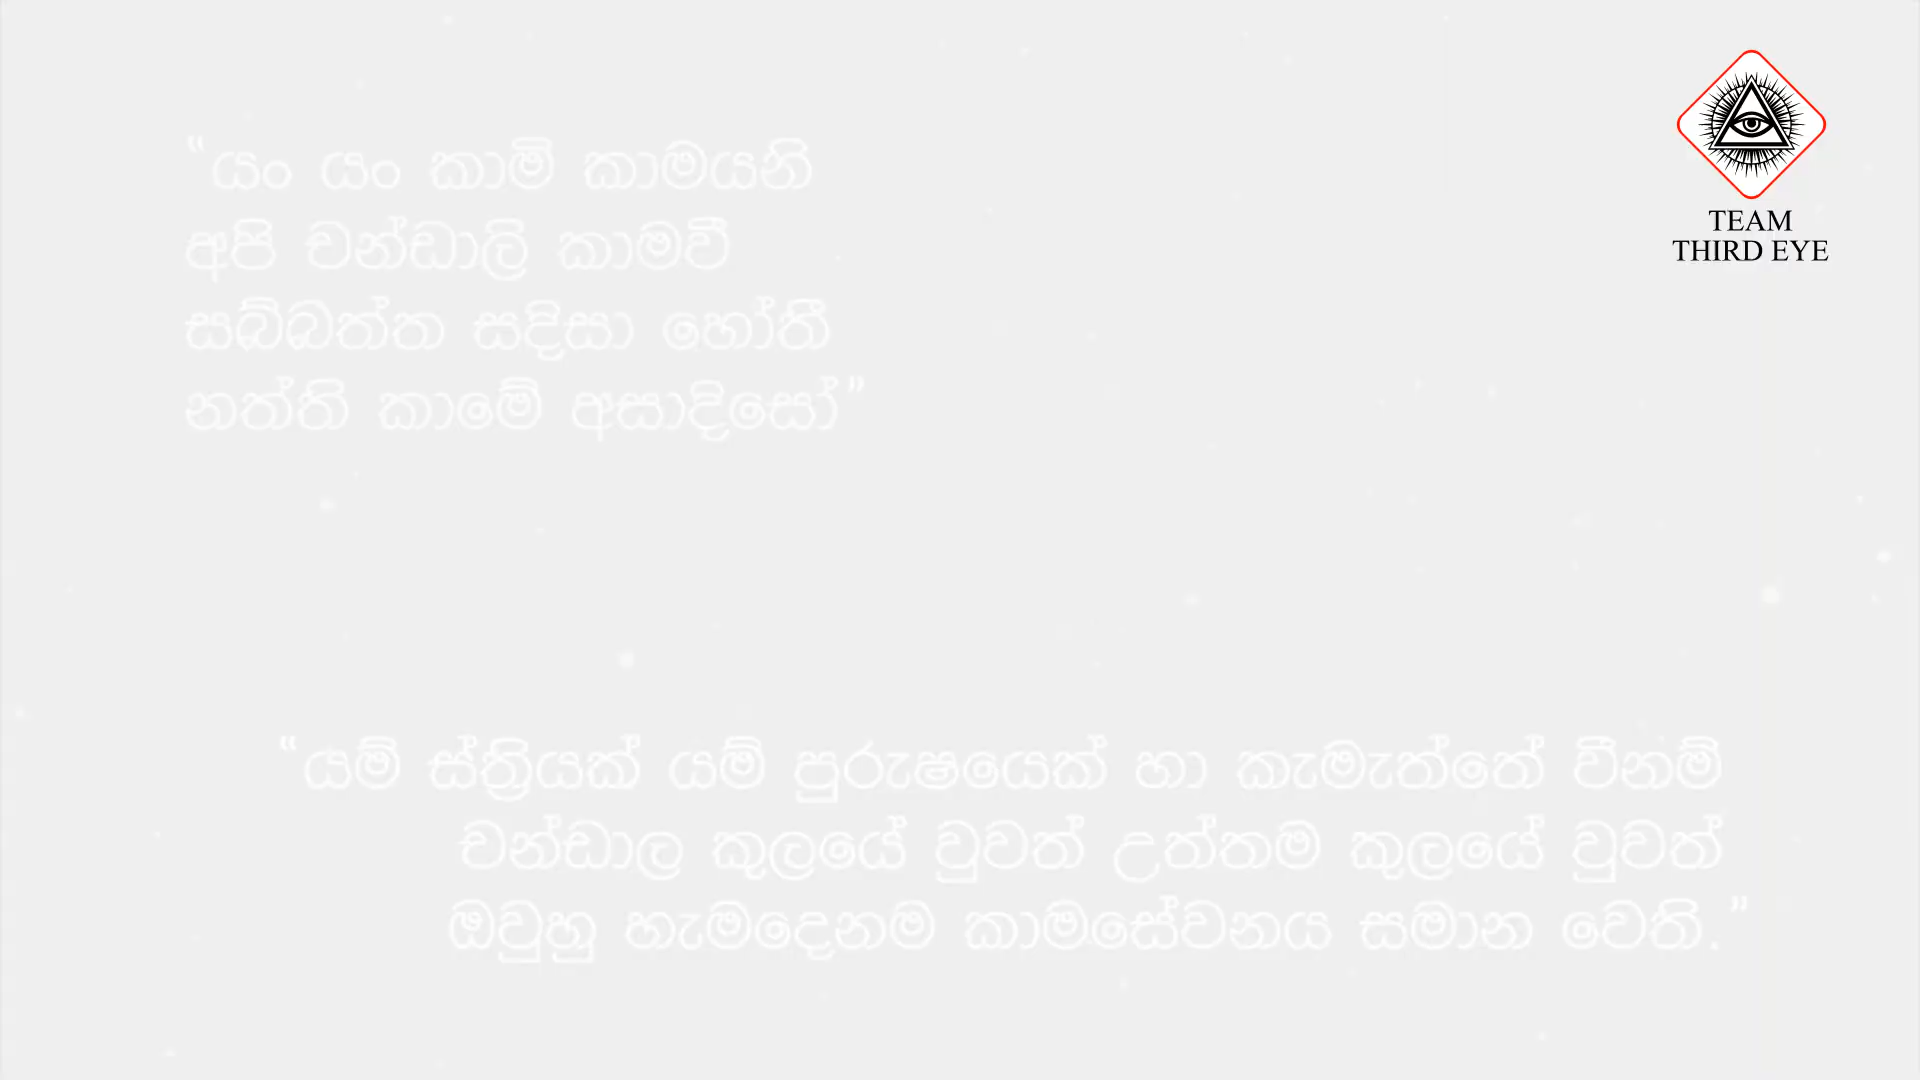 “යං යං කාමි කාමයනි
TEAM
THIRD EYE
අපි චන්ඩාලි කාමවී
සබ්බත්ත සදිසා හෝතී
නත්ති කාමේ අසාදිසෝ”
“යම් ස්ත්‍රියක් යම් පුරුෂයෙක් හා කැමැත්තේ වීනම්
චන්ඩාල කුලයේ වුවත් උත්තම කුලයේ වුවත්
ඔවුහු හැමදෙනම කාමසේවනය සමාන වෙති.”